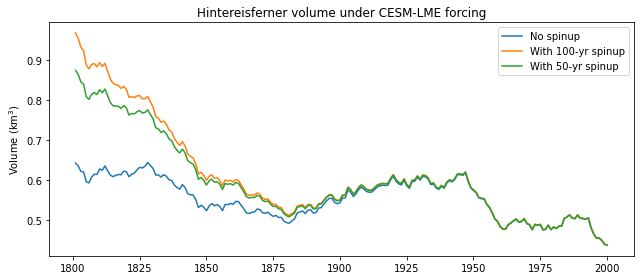 Hintereisferner volume under CESM-LME forcing
No spinup
With 100-yr spinup
With 50-yr spinup
Volume (km³)
0.9
0.8
0.7
0.6
0.5
1800 1825 1850 1875 1900 1925 1950 1975 2000